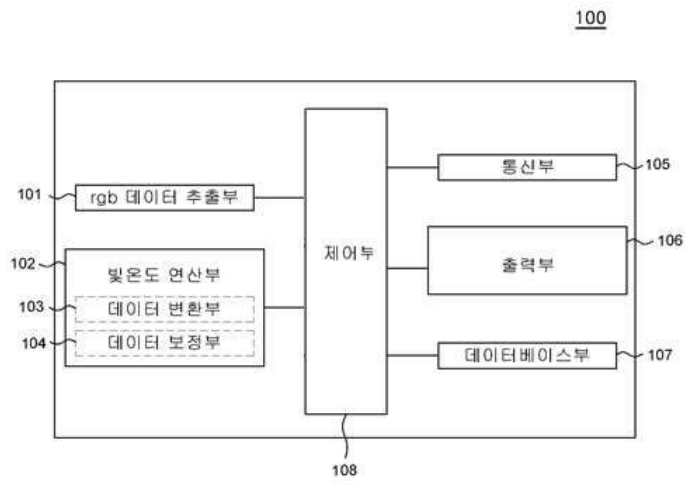 100
101
rgb 데이터 추출부
102
빛온도 연산부
103
데이터 변환부
104
데이터 보정부
제어부
통신부
105
출력부
106
데이터베이스부
107
108